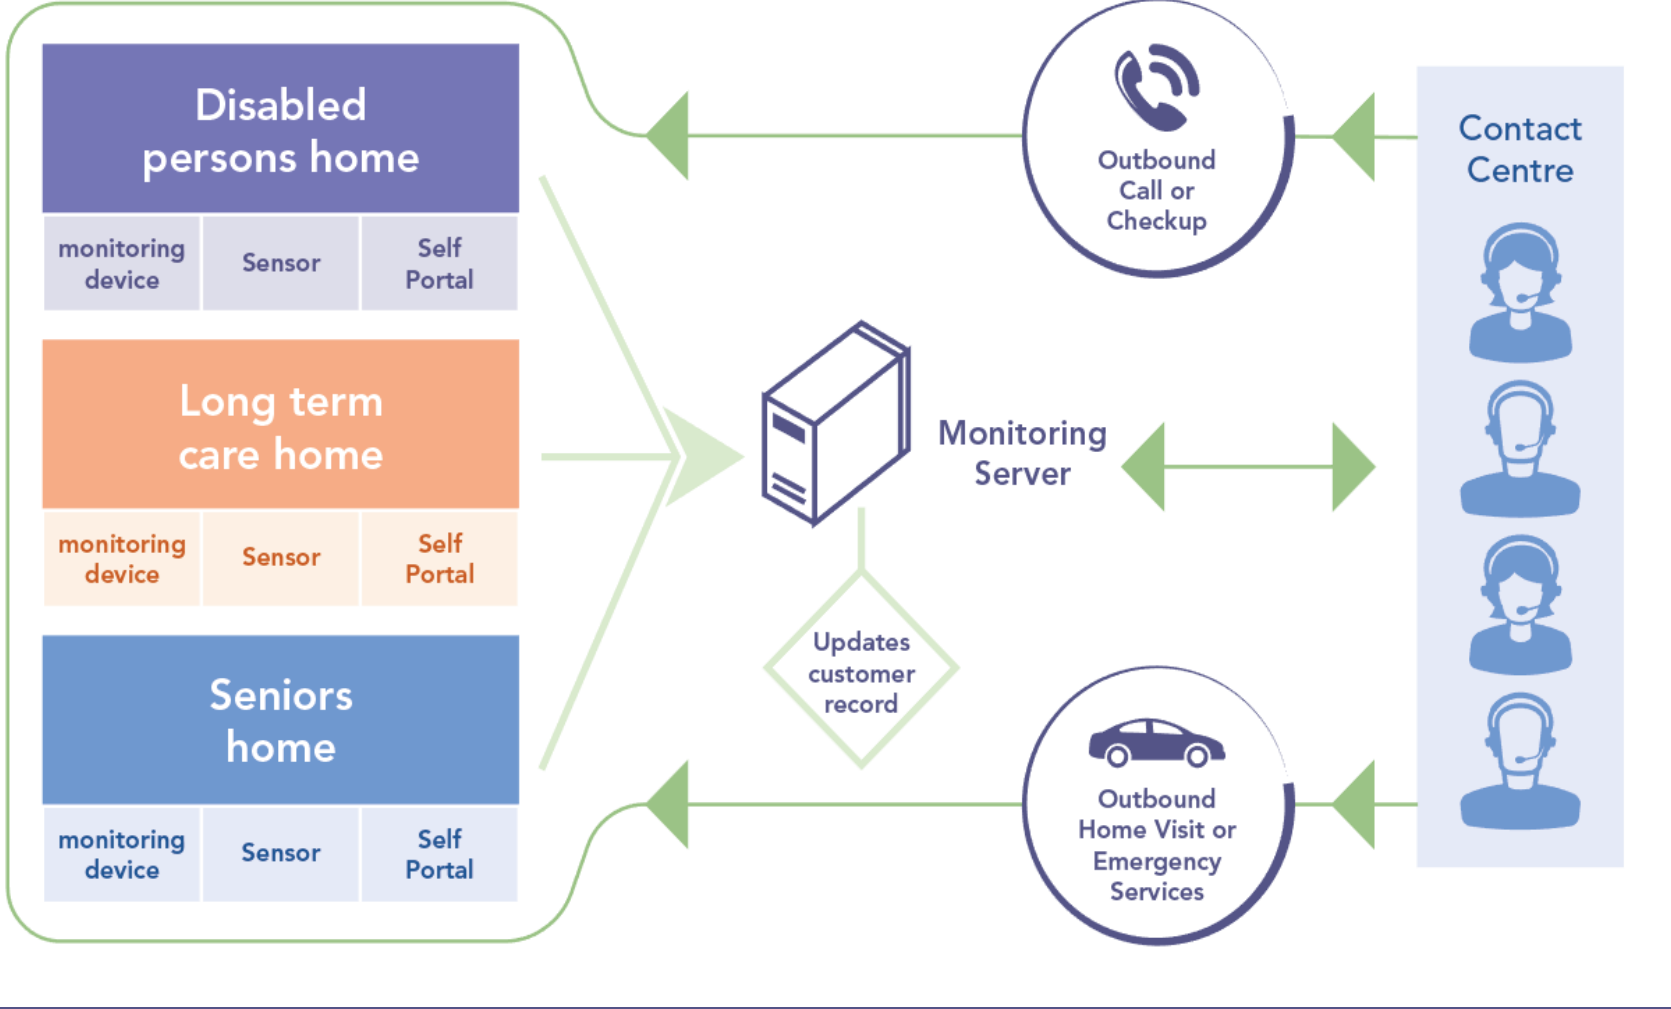 Disabled
persons home
monitoring
device
Sensor
Self
Portal
Long term
care home
monitoring
device
Sensor
Self
Portal
Seniors
home
monitoring
device
Sensor
Self
Portal
Outbound
Call or
Checkup
Monitoring
Server
Updates
customer
record
Outbound
Home Visit or
Emergency
Services
Contact
Centre